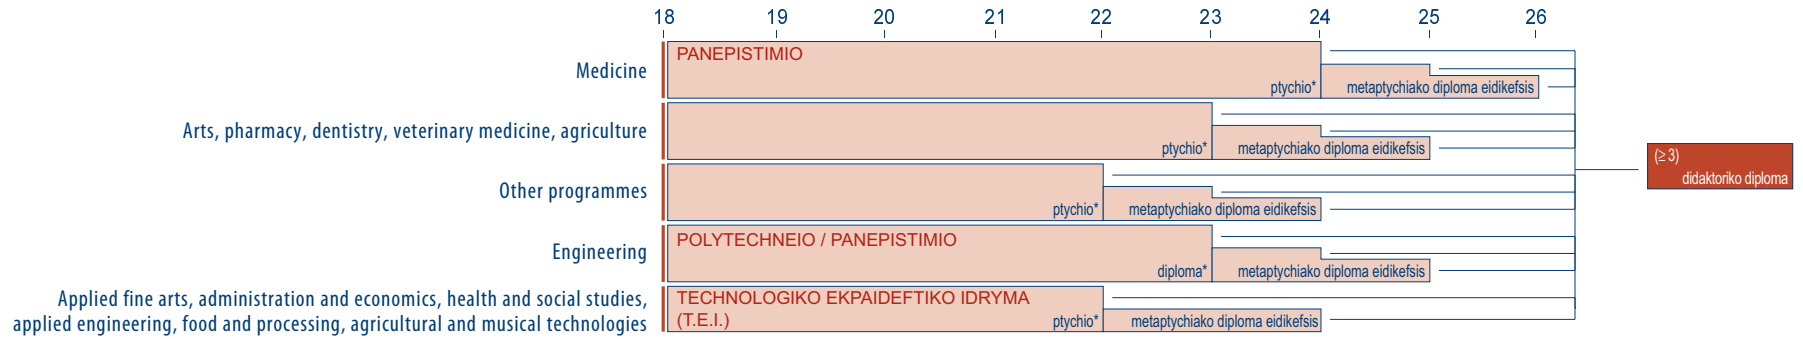 18 19 20 21 22 23 24 25 26
Medicine
PANEPISTIMIO
ptychio*
metaptychiako diploma eidikefsis
Arts, pharmacy, dentistry, veterinary medicine, agriculture
ptychio*
metaptychiako diploma eidikefsis
(≥ 3)
didaktoriko diploma
Other programmes
ptychio*
metaptychiako diploma eidikefsis
Engineering
POLYTECHNEIO / PANEPISTIMIO
diploma*
metaptychiako diploma eidikefsis
Applied fine arts, administration and economics, health and social studies,
applied engineering, food and processing, agricultural and musical technologies
TECHNOLOGIKO EKPAIDEFTIKO IDRYMA
(T.E.I.)
ptychio*
metaptychiako diploma eidikefsis